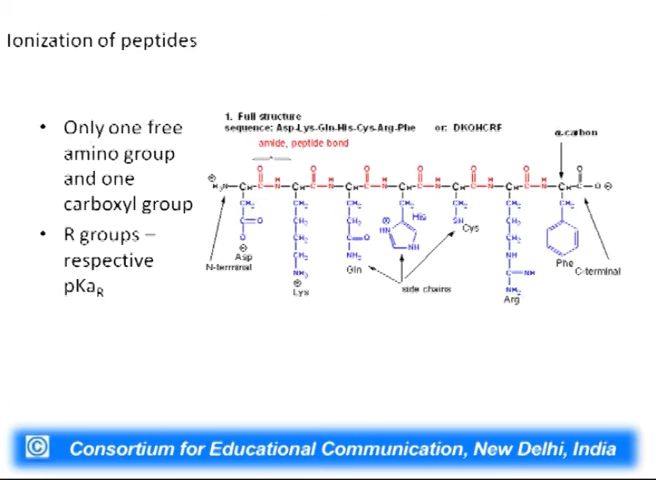 Ionization of peptides
• Only one free
amino group
and one
carboxyl group
• R groups –
respective
pKaR
1. Full structure
sequence: Asp-Lys-Gln-His-Cys-Arg-Phe or: DKQHCRF
amide, peptide bond
α-carbon
His
Cys
Asp
N-terminal
Lys
Gln
side chains
Arg
Phe
C-terminal
© Consortium for Educational Communication, New Delhi, India